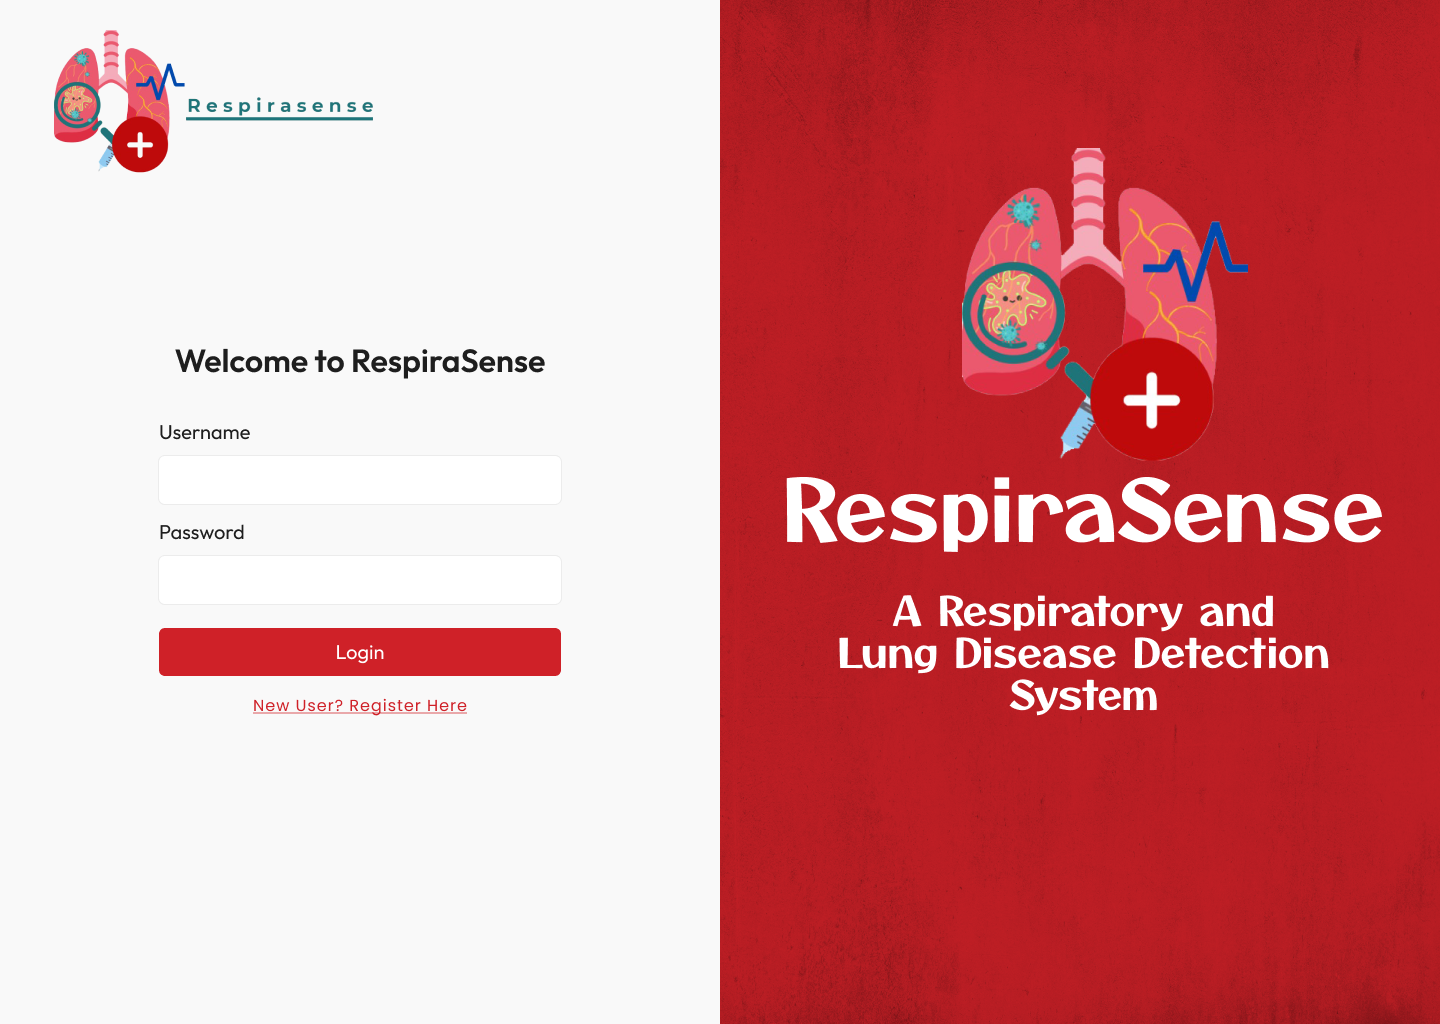 Respirasense
Welcome to RespiraSense
Username
Password
Login
New User? Register Here
RespiraSense
A Respiratory and
Lung Disease Detection
System